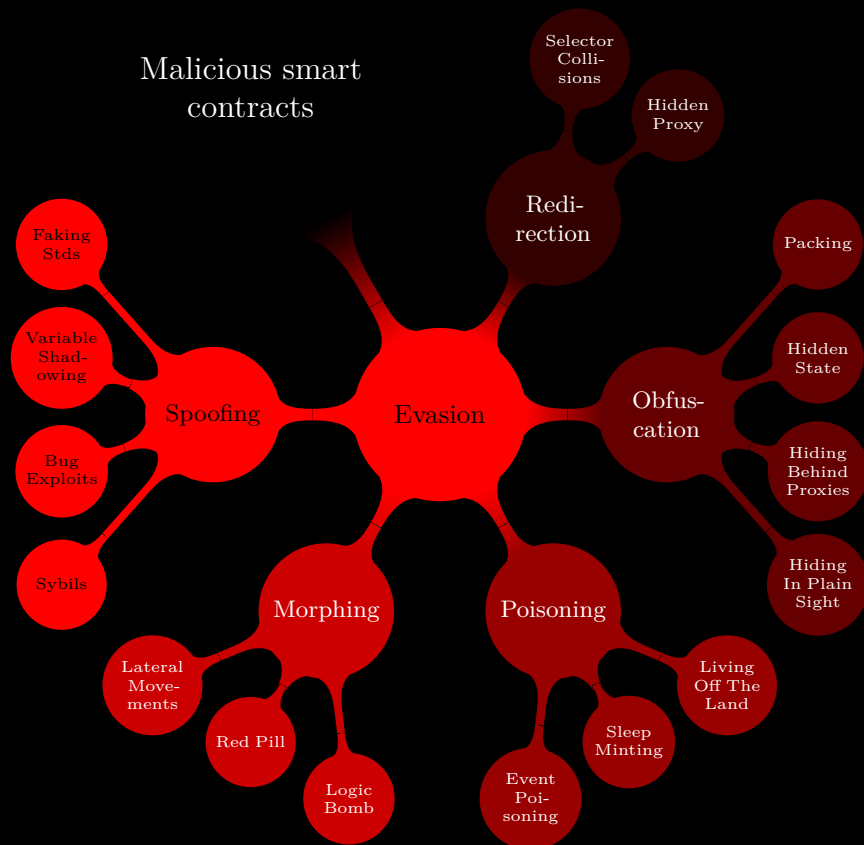 Malicious smart
contracts
Selector
Colli-
sions
Hidden
Proxy
Redi-
rection
Faking
Stds
Variable
Shad-
owing
Bug
Exploits
Sybils
Spoofing
Evasion
Obfus-
cation
Packing
Hidden
State
Hiding
Behind
Proxies
Hiding
In Plain
Sight
Morphing
Lateral
Move-
ments
Red Pill
Logic
Bomb
Poisoning
Living
Off The
Land
Sleep
Minting
Event
Poi-
soning